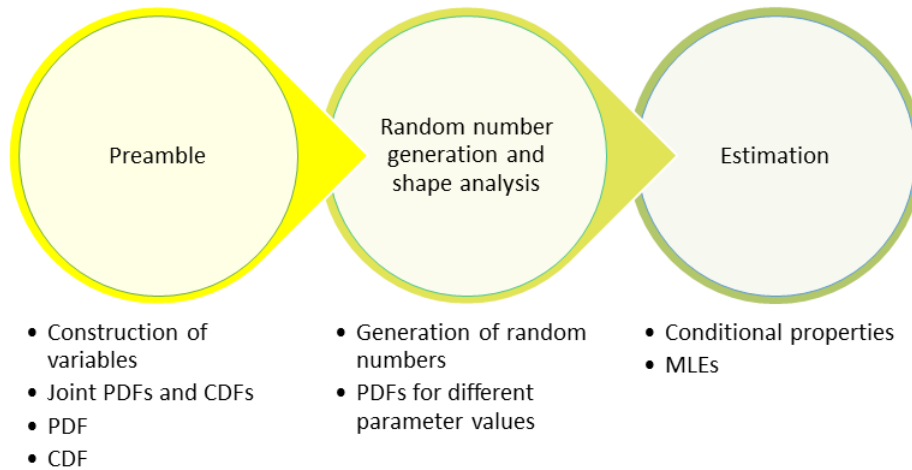 Preamble
Random number
generation and
shape analysis
Estimation
• Construction of
variables
• Joint PDFs and CDFs
• PDF
• CDF
• Generation of random
numbers
• PDFs for different
parameter values
• Conditional properties
• MLEs